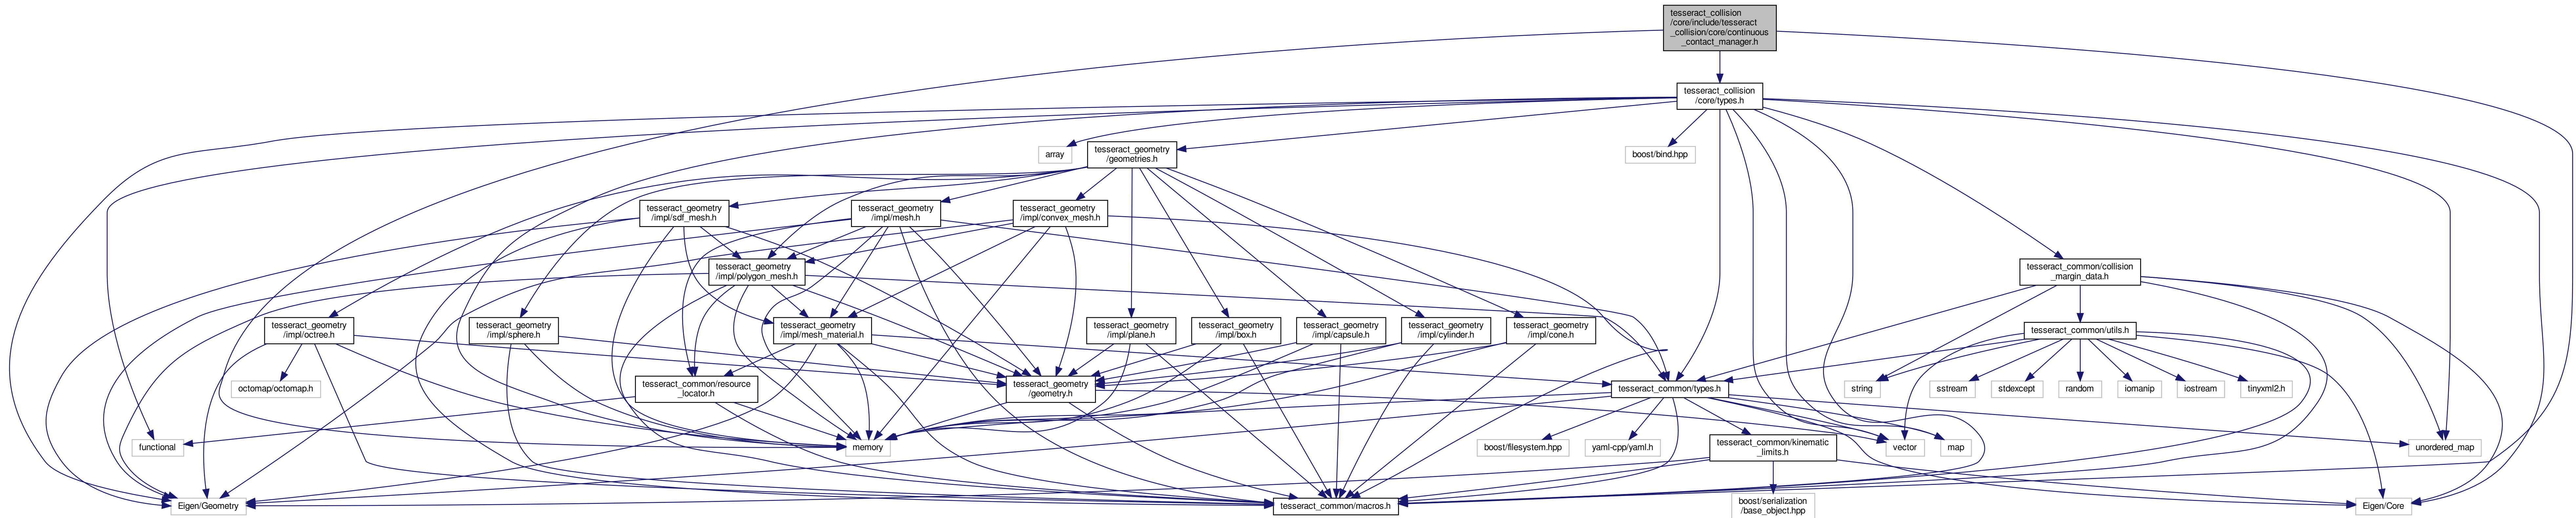 tesseract_collision
/core/include/tesseract
_collision/core/continuous
_contact_manager.h
tesseract_collision
/core/types.h
array
tesseract_geometry
/geometries.h
boost/bind.hpp
tesseract_geometry
/impl/sdf_mesh.h
tesseract_geometry
/impl/mesh.h
tesseract_geometry
/impl/convex_mesh.h
tesseract_geometry
/impl/polygon_mesh.h
tesseract_common/collision
_margin_data.h
tesseract_geometry
/impl/octree.h
tesseract_geometry
/impl/sphere.h
tesseract_geometry
/impl/mesh_material.h
tesseract_geometry
/impl/plane.h
tesseract_geometry
/impl/box.h
tesseract_geometry
/impl/capsule.h
tesseract_geometry
/impl/cylinder.h
tesseract_geometry
/impl/cone.h
tesseract_common/utils.h
octomap/octomap.h
tesseract_common/resource
_locator.h
tesseract_geometry
/geometry.h
tesseract_common/types.h
string
sstream
stdexcept
random
iomanip
iostream
tinyxml2.h
functional
memory
boost/filesystem.hpp
yaml-cpp/yaml.h
tesseract_common/kinematic
_limits.h
vector
map
unordered_map
Eigen/Geometry
tesseract_common/macros.h
boost/serialization
/base_object.hpp
Eigen/Core